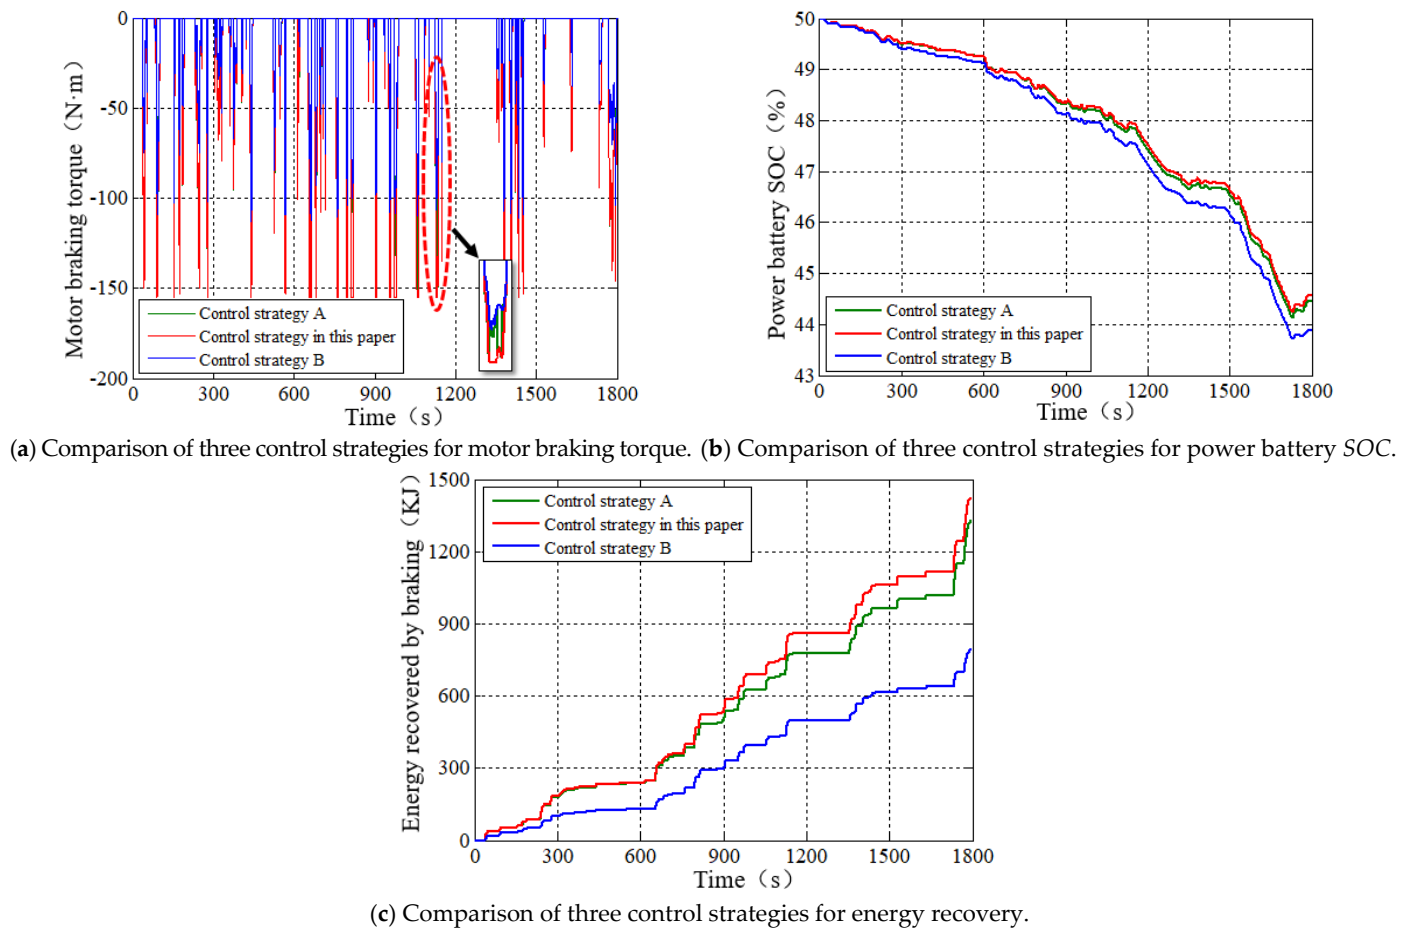 0
-50
-100
-150
-200
Motor braking torque（N·m）
Control strategy A
Control strategy in this paper
Control strategy B
0 300 600 900 1200 1500 1800
Time（s）
50
49
48
47
46
45
44
43
Power battery SOC（%）
Control strategy A
Control strategy in this paper
Control strategy B
0 300 600 900 1200 1500 1800
Time（s）
(a) Comparison of three control strategies for motor braking torque.
(b) Comparison of three control strategies for power battery SOC.
1500
1200
900
600
300
0
Energy recovered by braking（KJ）
Control strategy A
Control strategy in this paper
Control strategy B
0 300 600 900 1200 1500 1800
Time（s）
(c) Comparison of three control strategies for energy recovery.